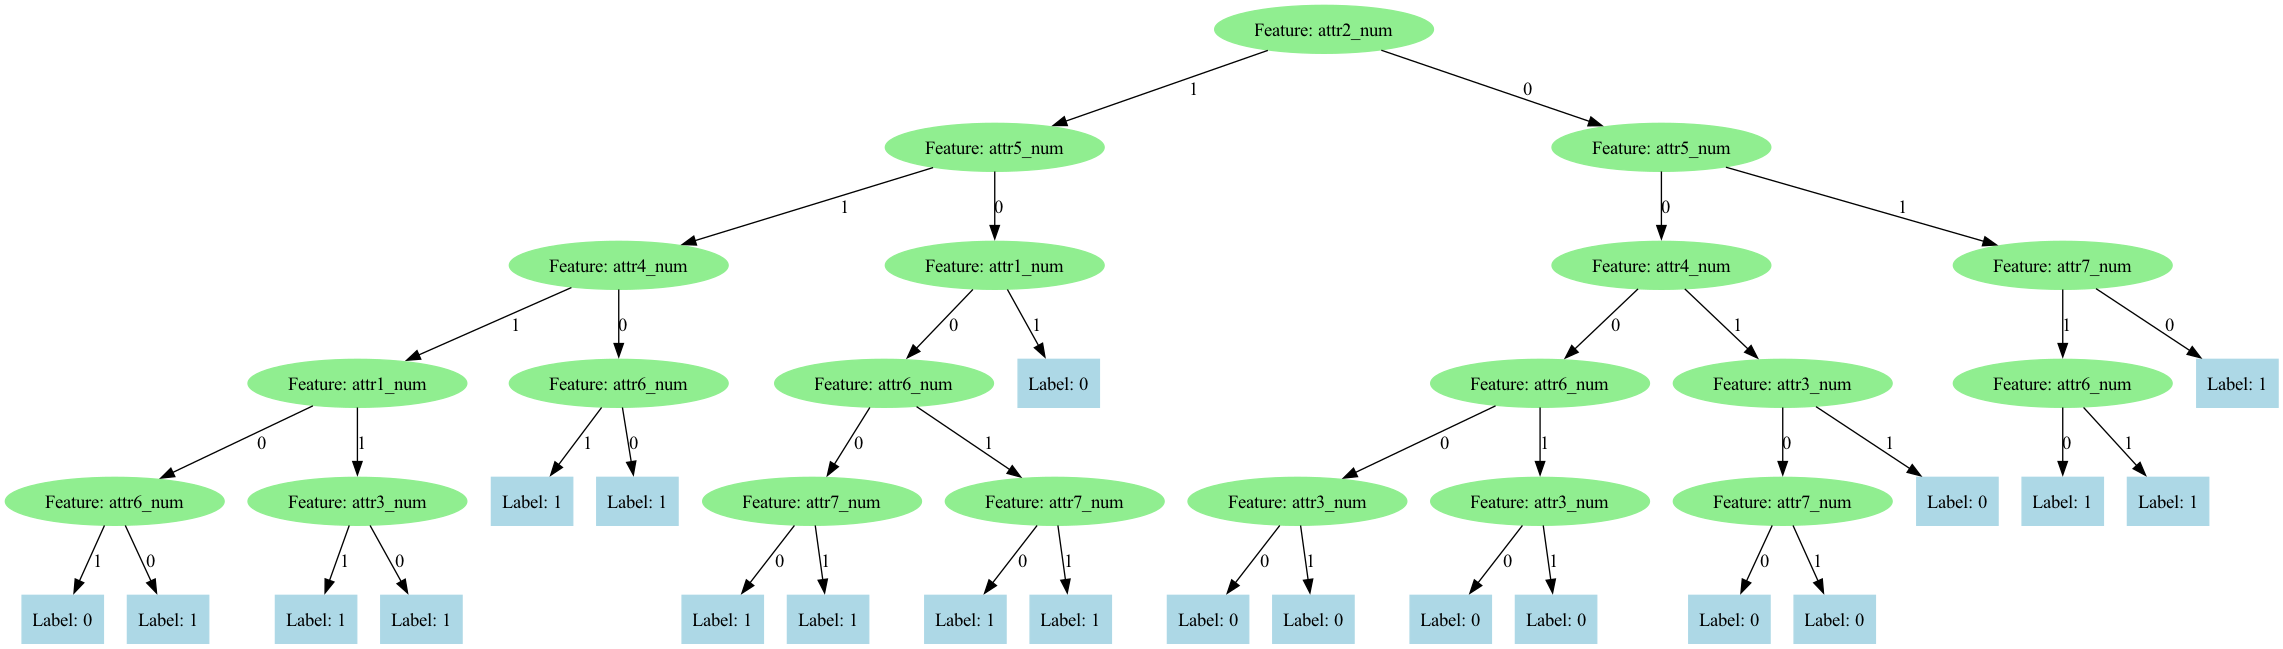 Feature: attr2_num
1
0
Feature: attr5_num
Feature: attr5_num
1
0
0
1
Feature: attr4_num
Feature: attr1_num
Feature: attr4_num
Feature: attr7_num
1
0
0
1
0
1
1
0
Feature: attr1_num
Feature: attr6_num
Feature: attr6_num
Label: 0
Feature: attr6_num
Feature: attr3_num
Feature: attr6_num
Label: 1
0
1
1
0
0
1
0
1
0
1
0
1
Feature: attr6_num
Feature: attr3_num
Label: 1
Label: 1
Feature: attr7_num
Feature: attr7_num
Feature: attr3_num
Feature: attr3_num
Feature: attr7_num
Label: 0
Label: 1
Label: 1
1
0
1
0
0
1
0
1
0
1
0
1
0
1
Label: 0
Label: 1
Label: 1
Label: 1
Label: 1
Label: 1
Label: 1
Label: 1
Label: 0
Label: 0
Label: 0
Label: 0
Label: 0
Label: 0